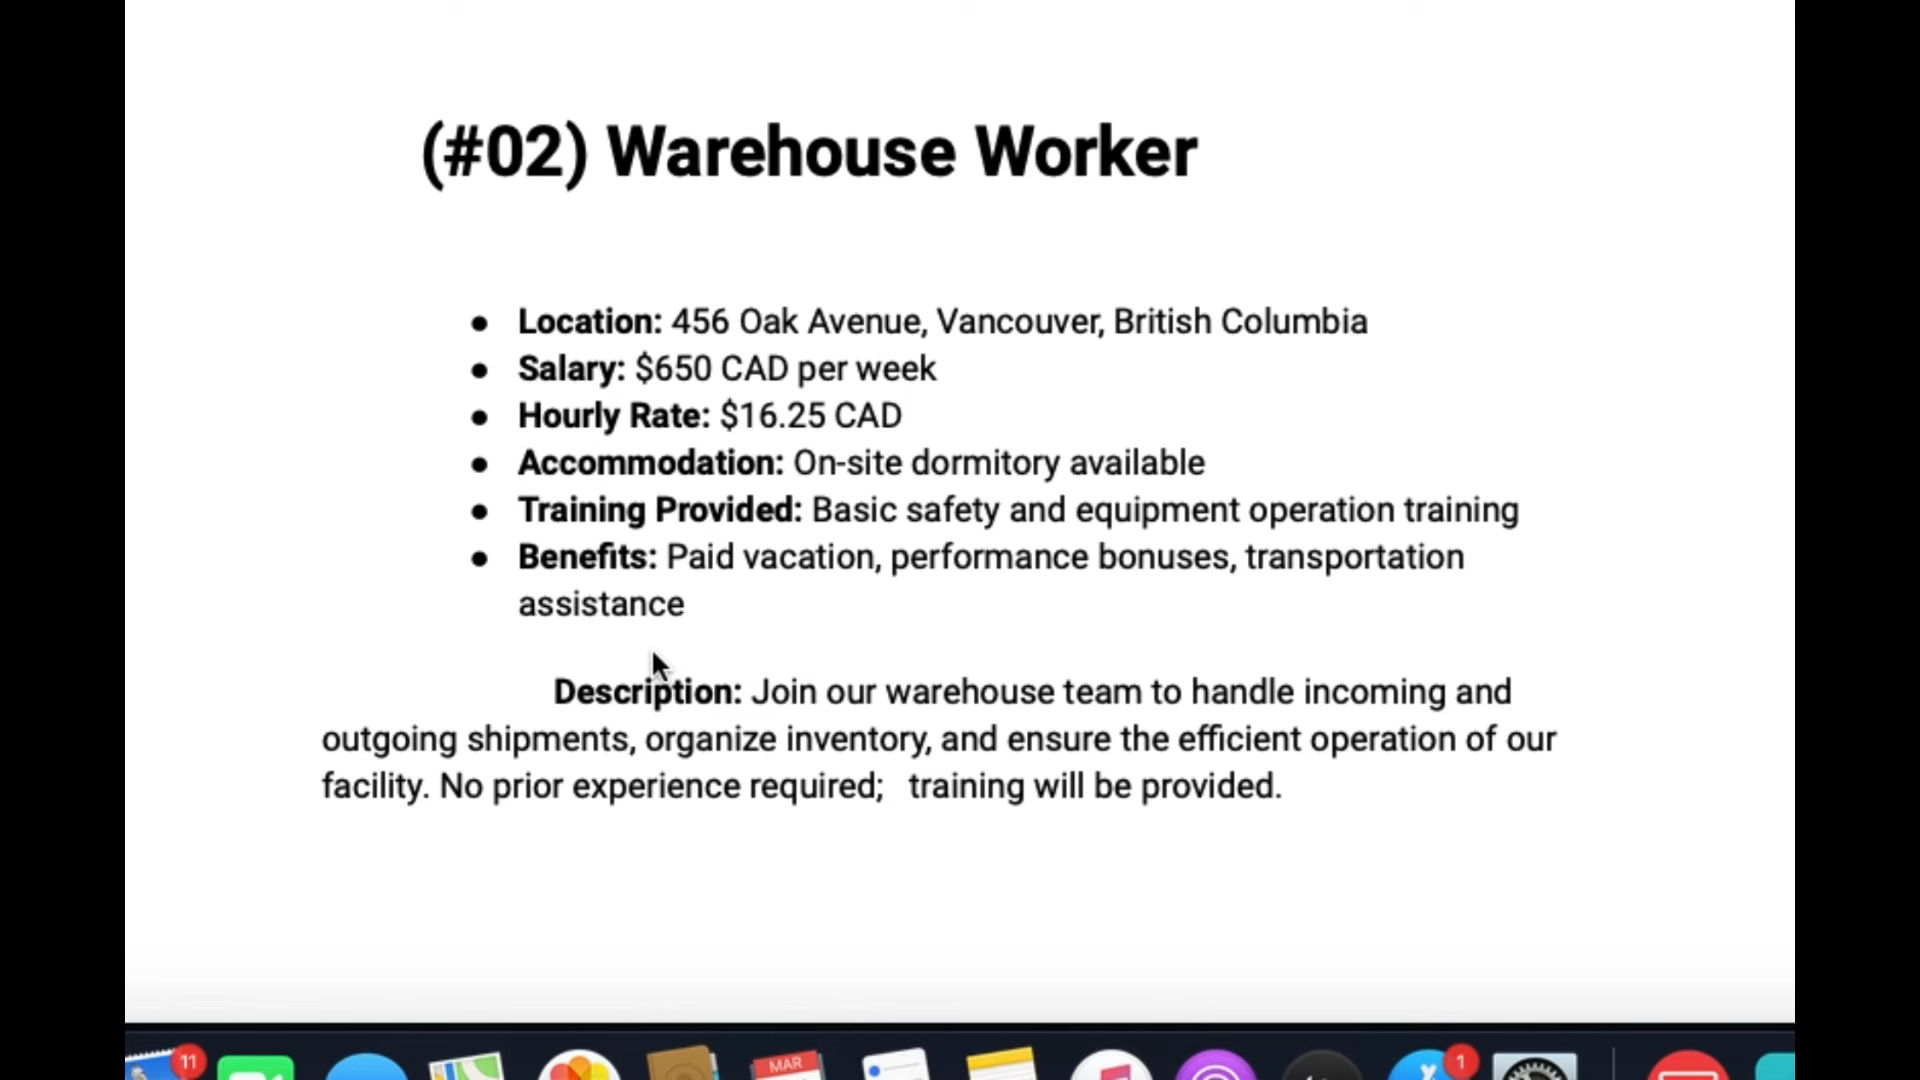 (#02) Warehouse Worker
● Location: 456 Oak Avenue, Vancouver, British Columbia
● Salary: $650 CAD per week
● Hourly Rate: $16.25 CAD
● Accommodation: On-site dormitory available
● Training Provided: Basic safety and equipment operation training
● Benefits: Paid vacation, performance bonuses, transportation
assistance
Description: Join our warehouse team to handle incoming and
outgoing shipments, organize inventory, and ensure the efficient operation of our
facility. No prior experience required; training will be provided.
11
MAR
1